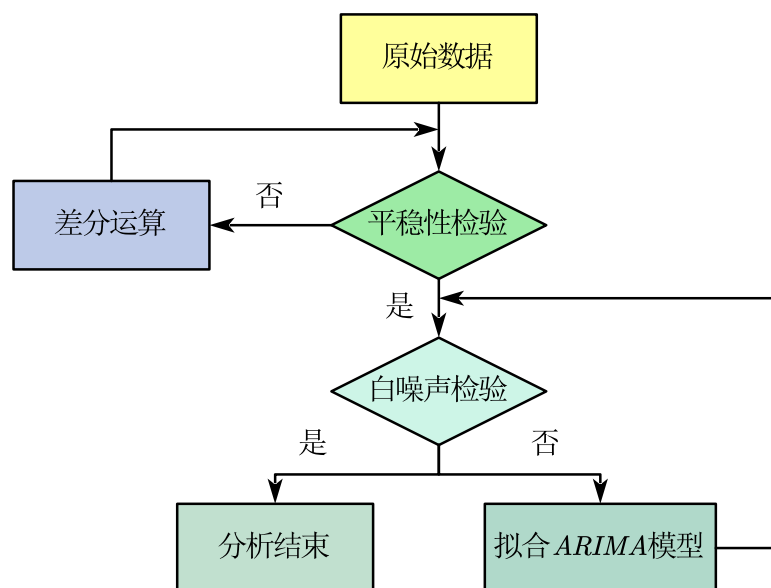 原始数据
否
差分运算
平稳性检验
是
白噪声检验
是
否
分析结束
拟合ARIMA模型